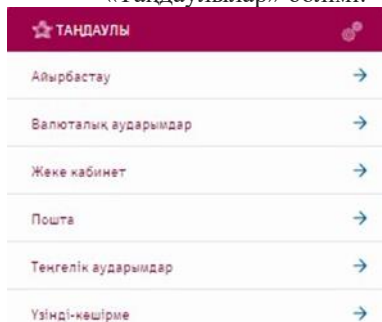 «Таңдаулылар» бөлімі.
ТАҢДАУЛЫ
Айырбастау
Валюталық аударымдар
Жеке кабинет
Пошта
Теңгелік аударымдар
Үзінді-көшірме